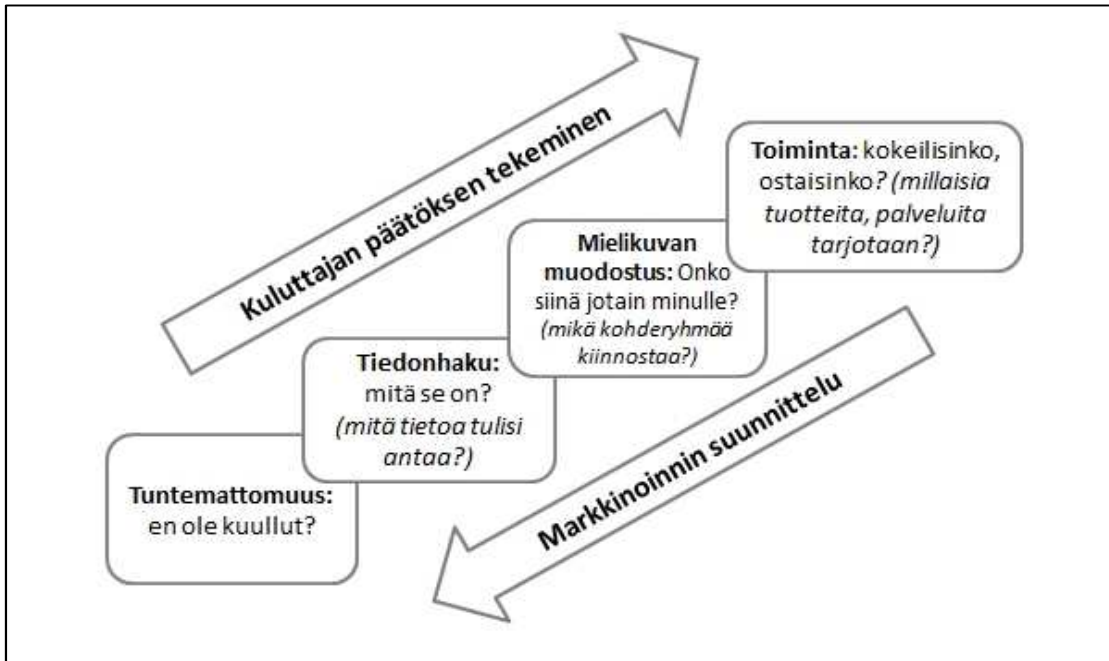 Kuluttajan päätöksen tekeminen
Toiminta: kokeilisinko,
ostaisinko? (millaisia
tuotteita, palveluita
tarjotaan?)
Mielikuvan
muodostus: Onko
siinä jotain minulle?
(mikä kohderyhmää
kiinnostaa?)
Tiedonhaku:
mitä se on?
(mitä tietoa tulisi
antaa?)
Tuntemattomuus:
en ole kuullut?
Markkinoinnin suunnittelu